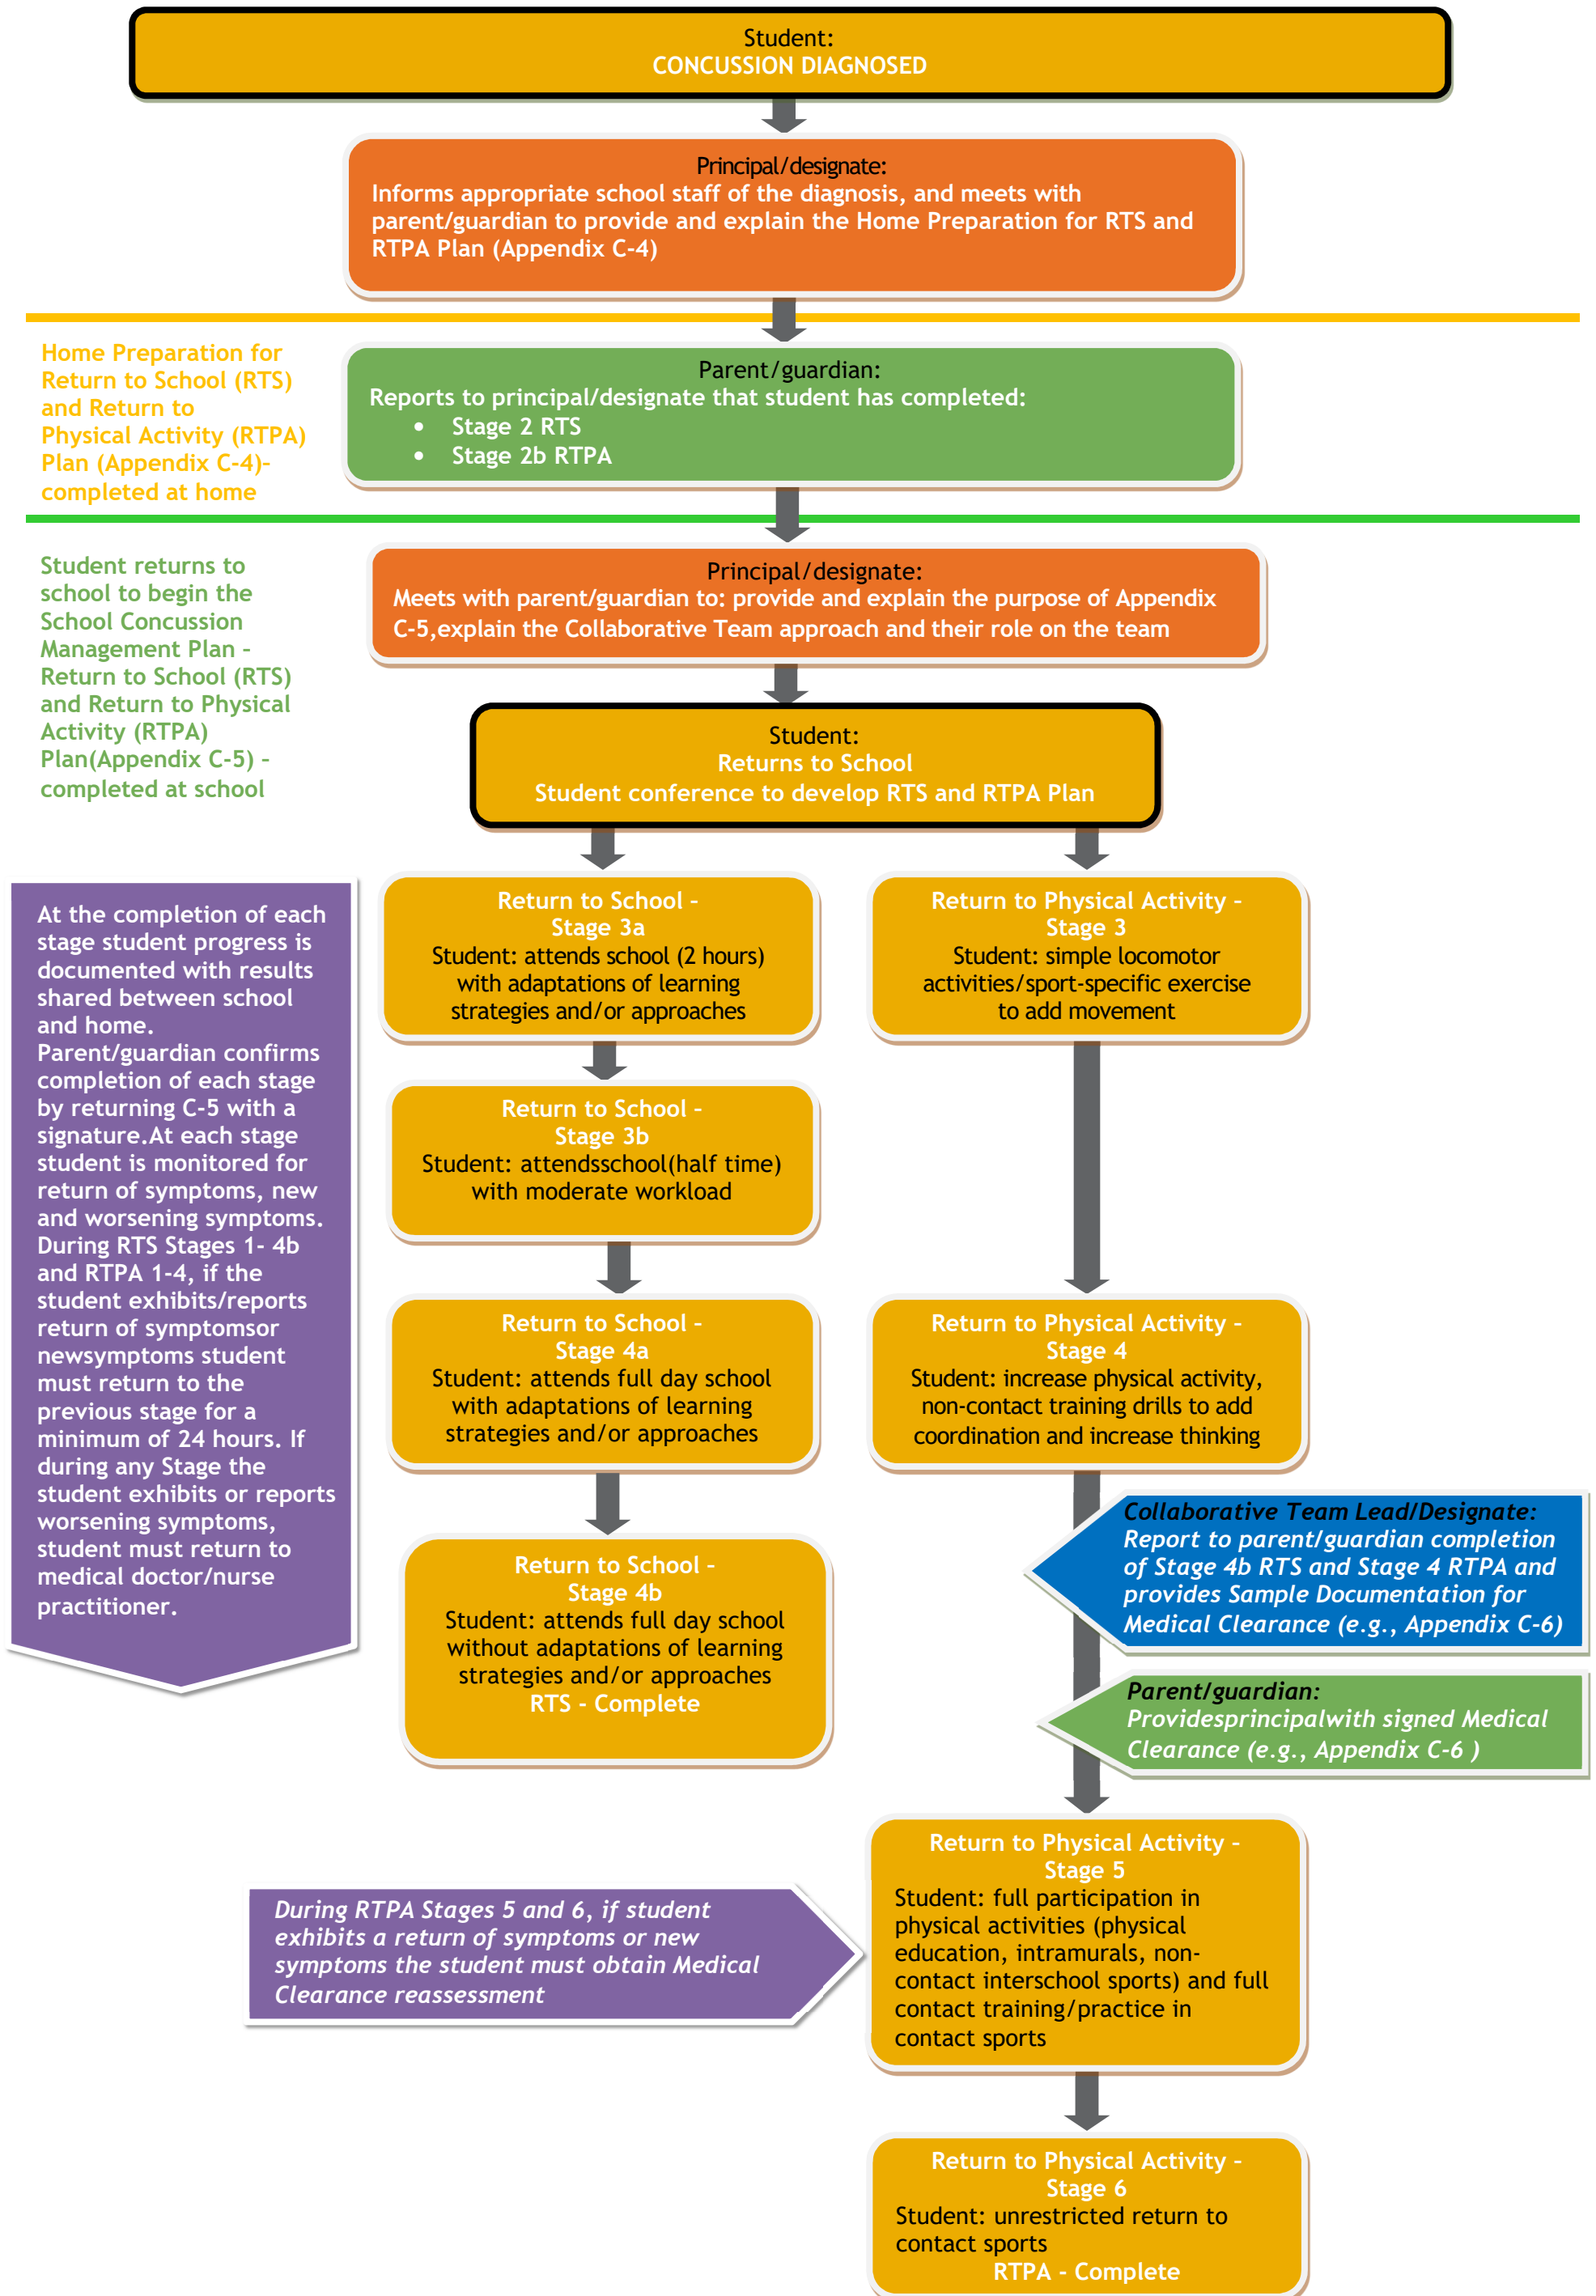 Student:
CONCUSSION DIAGNOSED
Principal/designate:
Informs appropriate school staff of the diagnosis, and meets with
parent/guardian to provide and explain the Home Preparation for RTS and
RTPA Plan (Appendix C-4)
Home Preparation for
Return to School (RTS)
and Return to
Physical Activity (RTPA)
Plan (Appendix C-4)–
completed at home
Parent/guardian:
Reports to principal/designate that student has completed:
• Stage 2 RTS
• Stage 2b RTPA
Student returns to
school to begin the
School Concussion
Management Plan –
Return to School (RTS)
and Return to Physical
Activity (RTPA)
Plan(Appendix C-5) –
completed at school
Principal/designate:
Meets with parent/guardian to: provide and explain the purpose of Appendix
C-5,explain the Collaborative Team approach and their role on the team
Student:
Returns to School
Student conference to develop RTS and RTPA Plan
At the completion of each
stage student progress is
documented with results
shared between school
and home.
Parent/guardian confirms
completion of each stage
by returning C-5 with a
signature.At each stage
student is monitored for
return of symptoms, new
and worsening symptoms.
During RTS Stages 1- 4b
and RTPA 1-4, if the
student exhibits/reports
return of symptomsor
newsymptoms student
must return to the
previous stage for a
minimum of 24 hours. If
during any Stage the
student exhibits or reports
worsening symptoms,
student must return to
medical doctor/nurse
practitioner.
Return to School –
Stage 3a
Student: attends school (2 hours)
with adaptations of learning
strategies and/or approaches
Return to Physical Activity –
Stage 3
Student: simple locomotor
activities/sport-specific exercise
to add movement
Return to School –
Stage 3b
Student: attendsschool(half time)
with moderate workload
Return to School –
Stage 4a
Student: attends full day school
with adaptations of learning
strategies and/or approaches
Return to Physical Activity –
Stage 4
Student: increase physical activity,
non-contact training drills to add
coordination and increase thinking
Return to School –
Stage 4b
Student: attends full day school
without adaptations of learning
strategies and/or approaches
RTS - Complete
Collaborative Team Lead/Designate:
Report to parent/guardian completion
of Stage 4b RTS and Stage 4 RTPA and
provides Sample Documentation for
Medical Clearance (e.g., Appendix C-6)
Parent/guardian:
Providesprincipalwith signed Medical
Clearance (e.g., Appendix C-6 )
During RTPA Stages 5 and 6, if student
exhibits a return of symptoms or new
symptoms the student must obtain Medical
Clearance reassessment
Return to Physical Activity –
Stage 5
Student: full participation in
physical activities (physical
education, intramurals, non-
contact interschool sports) and full
contact training/practice in
contact sports
Return to Physical Activity –
Stage 6
Student: unrestricted return to
contact sports
RTPA - Complete